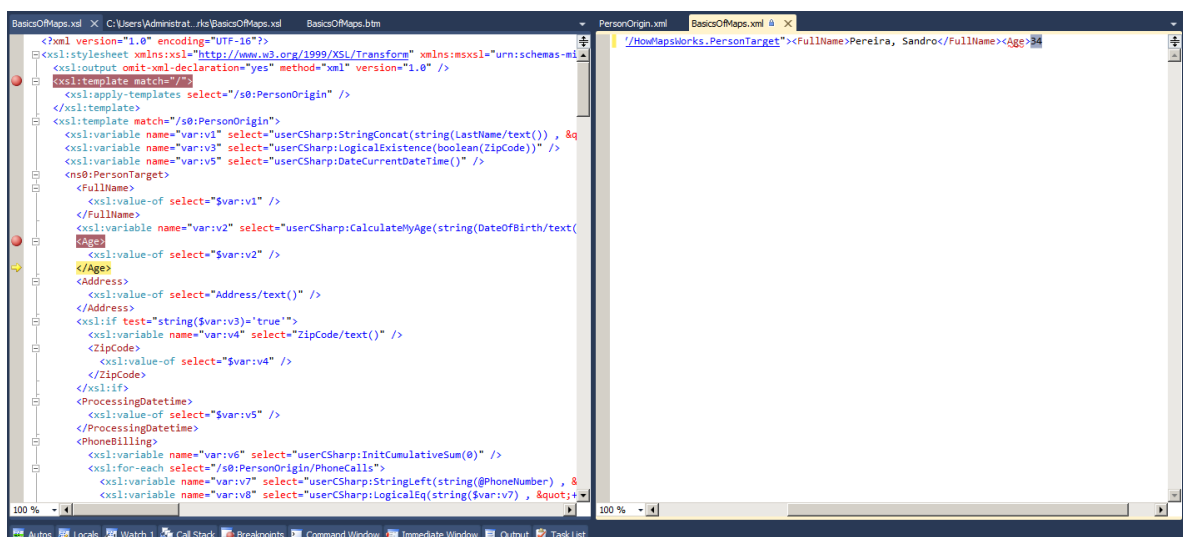 BasicsOfMaps.xsl X C:\Users\Administrat...rks\BasicsOfMaps.xsl BasicsOfMaps.btm
<?xml version="1.0" encoding="UTF-16"?>
<xsl:stylesheet xmlns:xsl="http://www.w3.org/1999/XSL/Transform" xmlns:msxsl="urn:schemas-mi
<xsl:output omit-xml-declaration="yes" method="xml" version="1.0" />
<xsl:template match="/">
<xsl:apply-templates select="/s0:PersonOrigin" />
</xsl:template>
<xsl:template match="/s0:PersonOrigin">
<xsl:variable name="var:v1" select="userCSharp:StringConcat(string(LastName/text()) , &q
<xsl:variable name="var:v3" select="userCSharp:LogicalExistence(boolean(ZipCode))" />
<xsl:variable name="var:v5" select="userCSharp:DateCurrentDateTime()" />
<ns0:PersonTarget>
<FullName>
<xsl:value-of select="$var:v1" />
</FullName>
<xsl:variable name="var:v2" select="userCSharp:CalculateMyAge(string(DateOfBirth/text(
<Age>
<xsl:value-of select="$var:v2" />
</Age>
<Address>
<xsl:value-of select="Address/text()" />
</Address>
<xsl:if test="string($var:v3)='true'">
<xsl:variable name="var:v4" select="ZipCode/text()" />
<ZipCode>
<xsl:value-of select="$var:v4" />
</ZipCode>
</xsl:if>
<ProcessingDatetime>
<xsl:value-of select="$var:v5" />
</ProcessingDatetime>
<PhoneBilling>
<xsl:variable name="var:v6" select="userCSharp:InitCumulativeSum(0)" />
<xsl:for-each select="/s0:PersonOrigin/PhoneCalls">
<xsl:variable name="var:v7" select="userCSharp:StringLeft(string(@PhoneNumber) , &
<xsl:variable name="var:v8" select="userCSharp:LogicalEq(string($var:v7) , &quot;+
100 %
PersonOrigin.xml BasicsOfMaps.xml X
'/HowMapsWorks.PersonTarget"><FullName>Pereira, Sandro</FullName><Age>34
100 %
Autos Locals Watch 1 Call Stack Breakpoints Command Window Immediate Window Output Task List